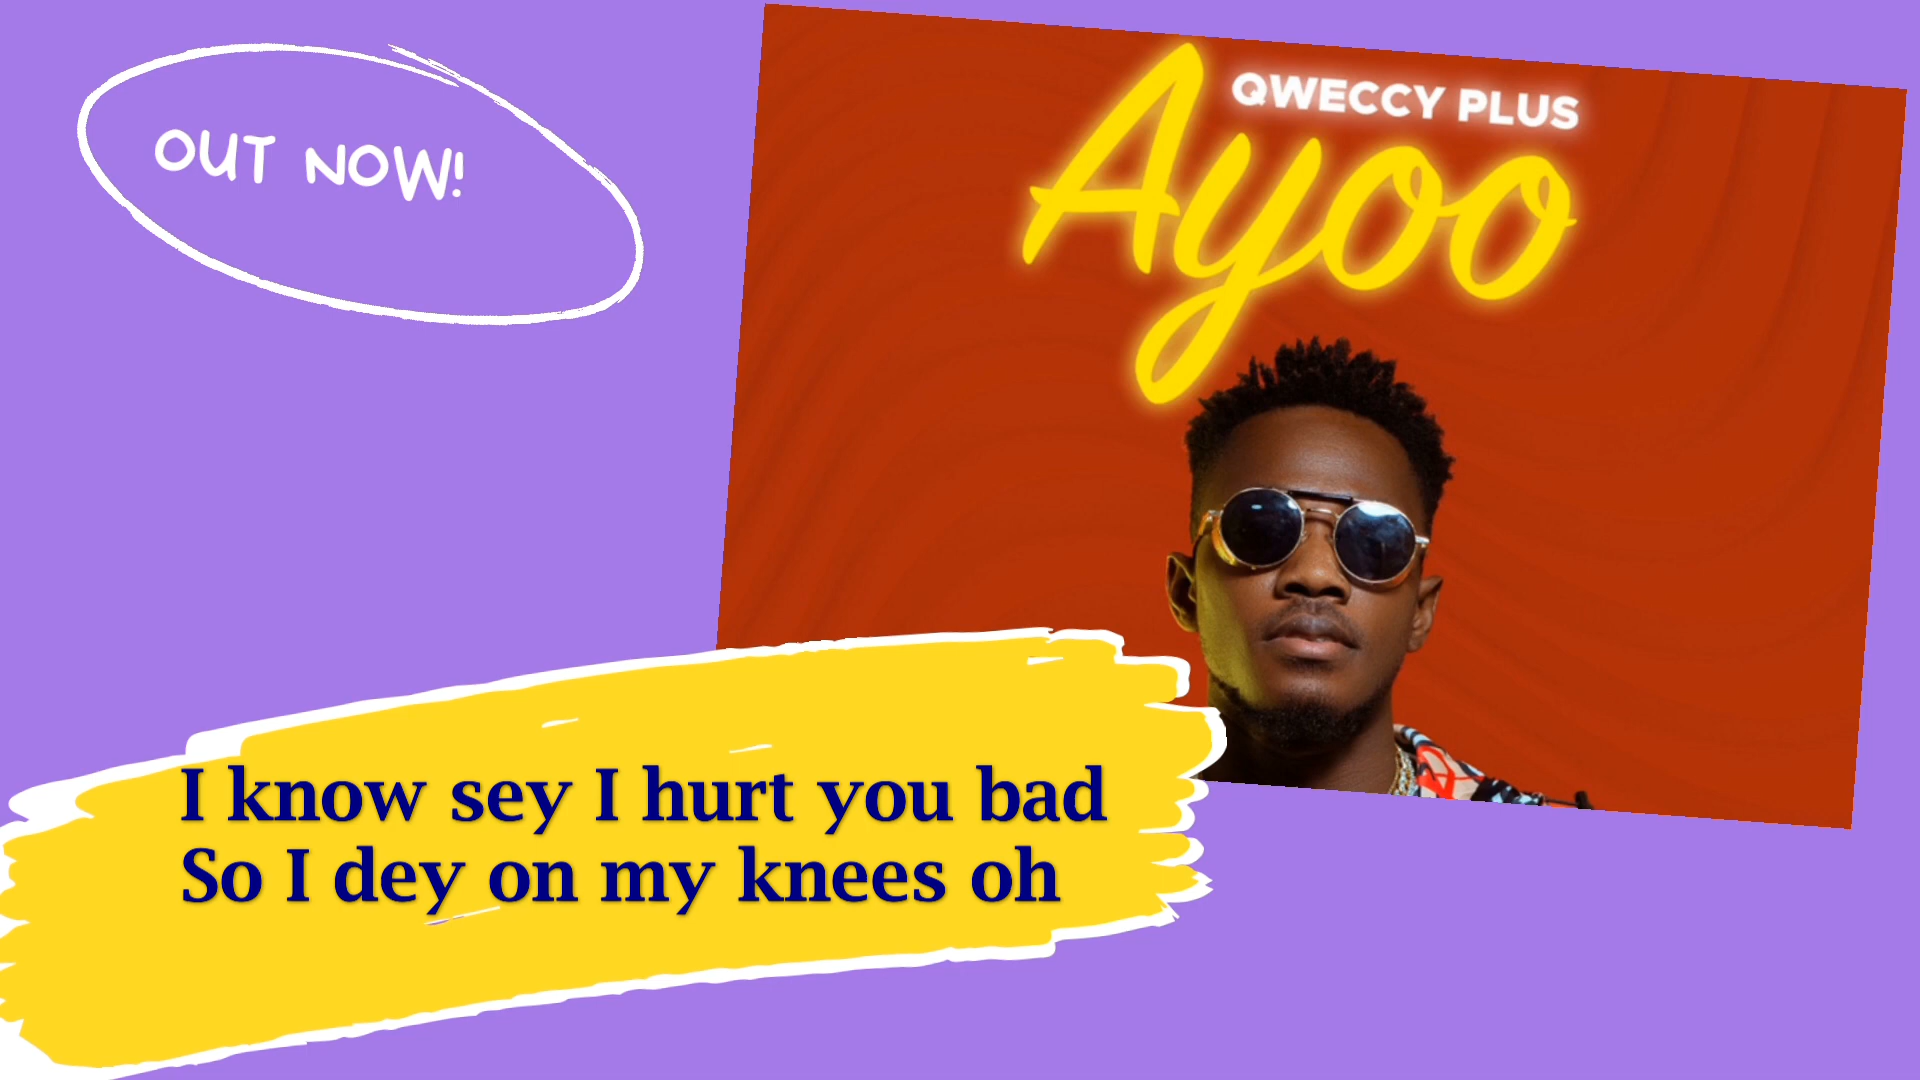 OUT NOW!
QWECCY PLUS
Ayoo
I know sey I hurt you bad
So I dey on my knees oh